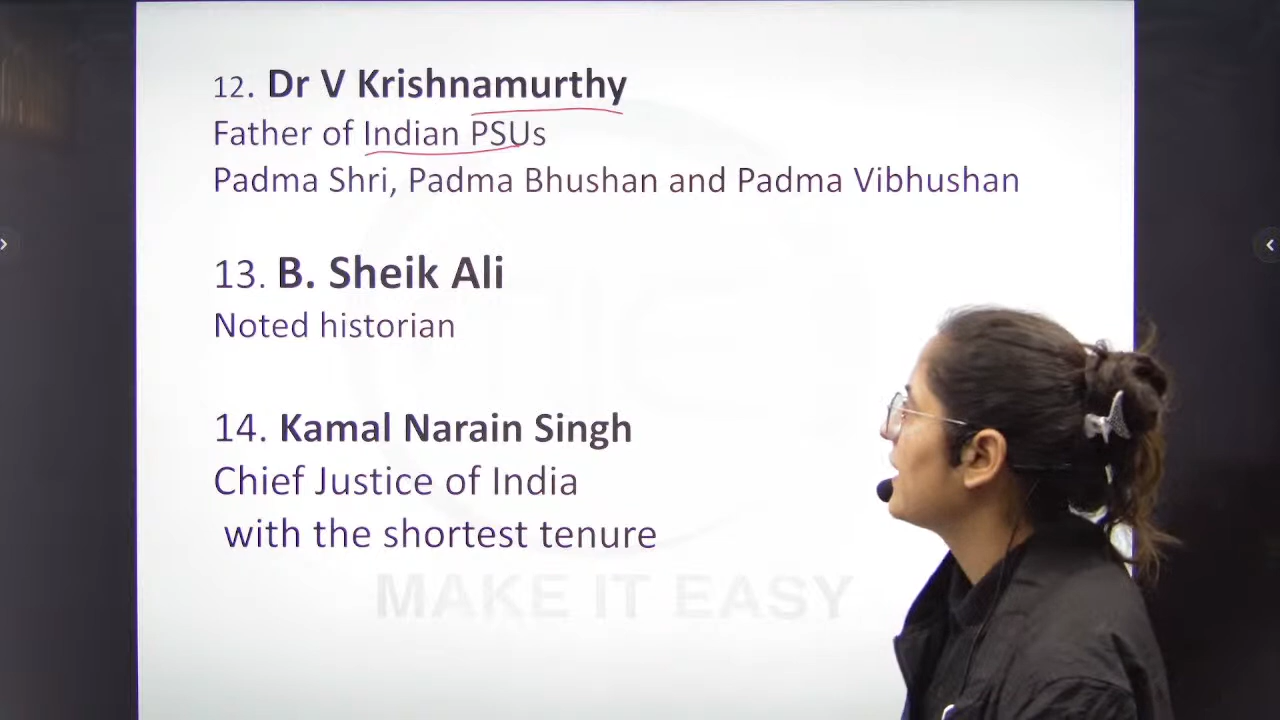 12. Dr V Krishnamurthy
Father of Indian PSUs
Padma Shri, Padma Bhushan and Padma Vibhushan
13. B. Sheik Ali
Noted historian
14. Kamal Narain Singh
Chief Justice of India
with the shortest tenure
MAKE IT EASY